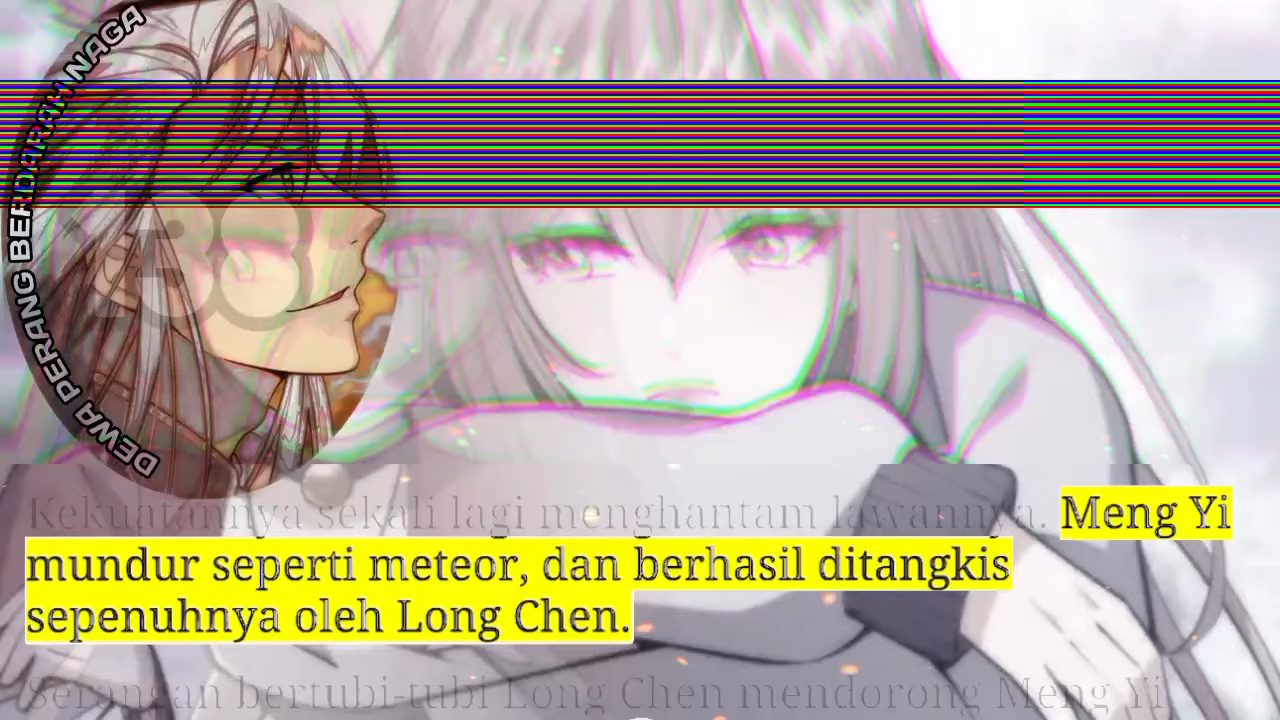 DEWA PERANG BERDARAH NAGA
Kekuatannya sekali lagi menghantam lawannya. Meng Yi
mundur seperti meteor, dan berhasil ditangkis
sepenuhnya oleh Long Chen.
Serangan bertubi-tubi Long Chen mendorong Meng Yi